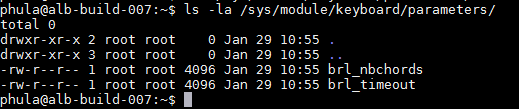 phula@alb-build-007:~$ ls -la /sys/module/keyboard/parameters/
total 0
drwxr-xr-x 2 root root    0 Jan 29 10:55 .
drwxr-xr-x 3 root root    0 Jan 29 10:55 ..
-rw-r--r-- 1 root root 4096 Jan 29 10:55 brl_nbchords
-rw-r--r-- 1 root root 4096 Jan 29 10:55 brl_timeout
phula@alb-build-007:~$